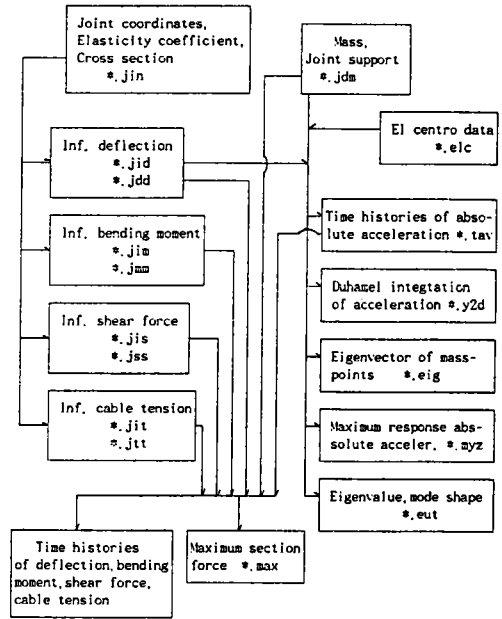 Joint coordinates,
Elasticity coefficient,
Cross section
*.jin
Mass,
Joint support
*.jdm
El centro data
*.elc
Inf. deflection
*.jid
*.jdd
Time histories of abso-
lute acceleration *.tav
Inf. bending moment
*.jim
*.jmm
Duhamel integtation
of acceleration *.y2d
Inf. shear force
*.jis
*.jss
Eigenvector of mass-
points *.eig
Inf. cable tension
*.jit
*.jtt
Maximum response abs-
solute acceler. *.myz
Eigenvalue, mode shape
*.eut
Time histories
of deflection, bending
moment, shear force,
cable tension
Maximum section
force *.max